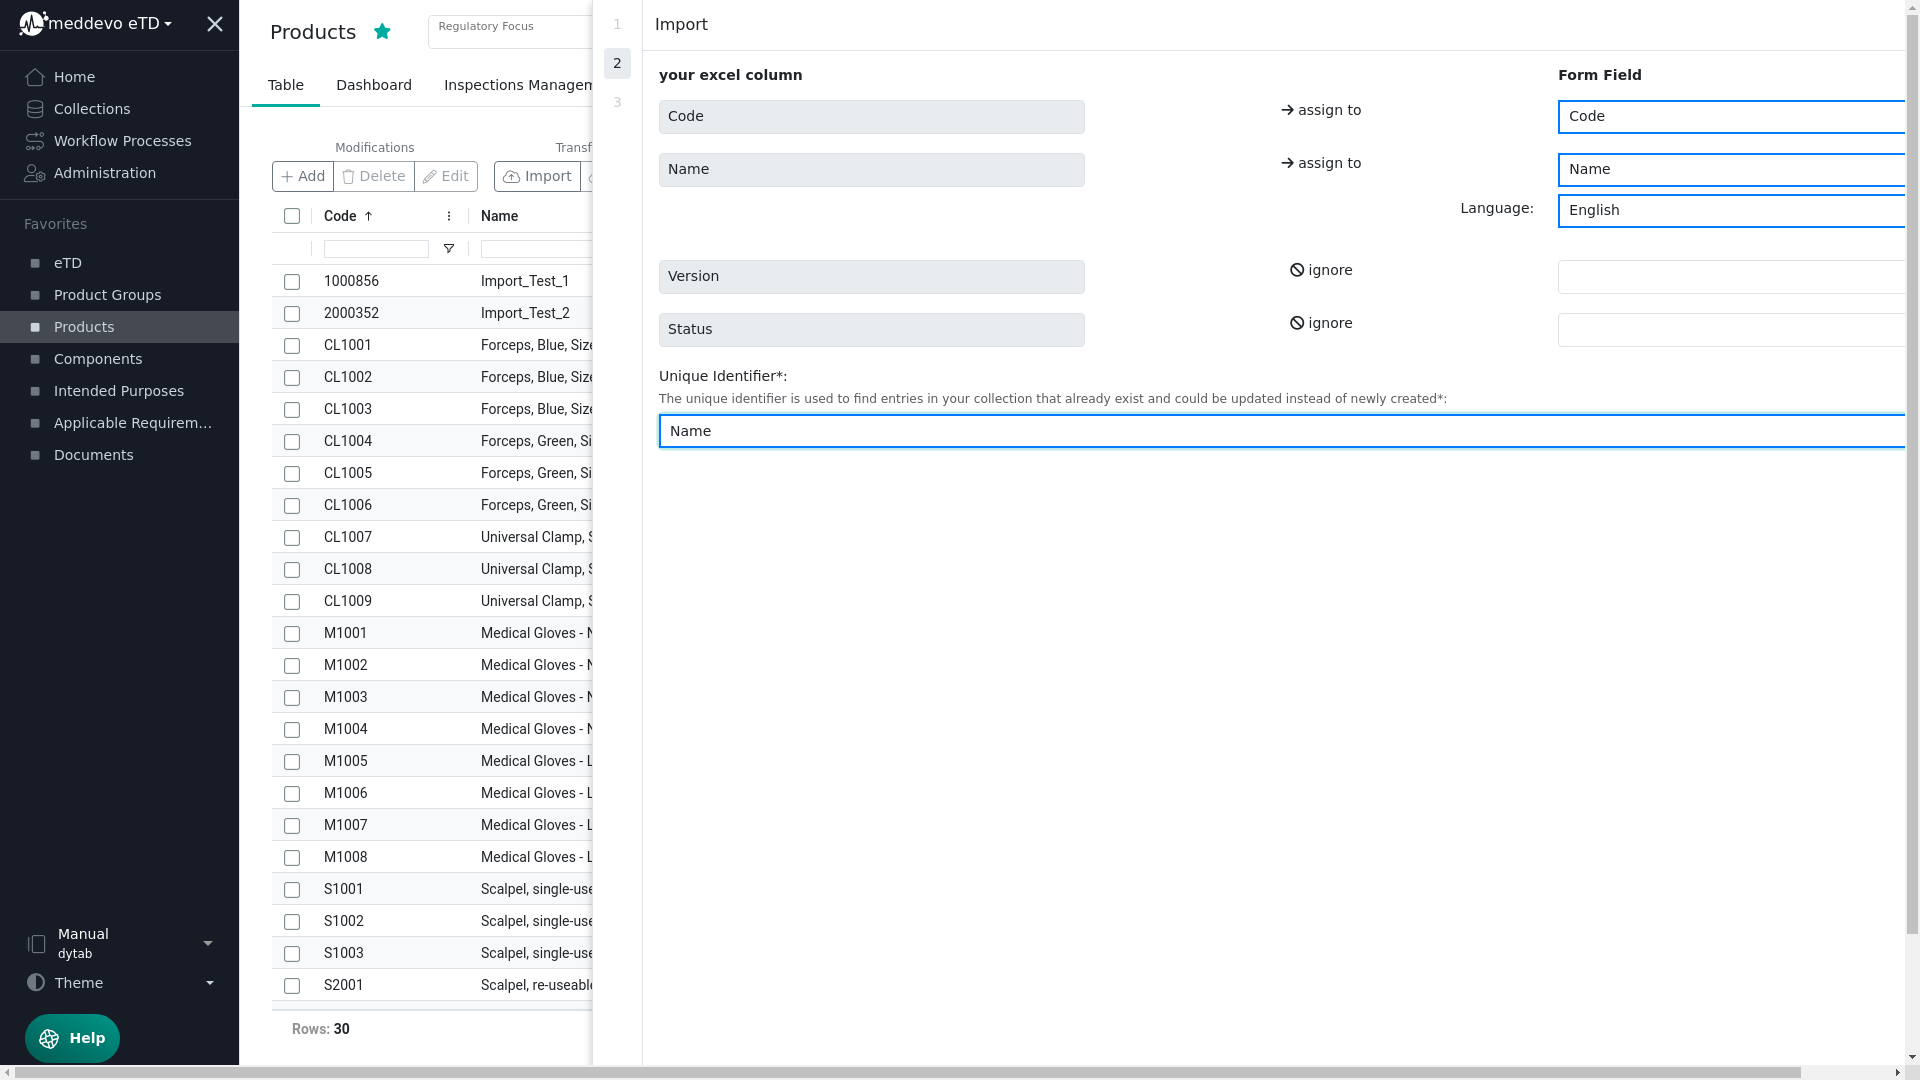 meddevo eTD
Home
Collections
Workflow Processes
Administration
Favorites
eTD
Product Groups
Products
Components
Intended Purposes
Applicable Requirem...
Documents
Manual
dytab
Theme
Help
Products
Regulatory Focus
Table Dashboard Inspections Managem
Modifications Transf
Add Delete Edit Import
Code Name
1000856 Import_Test_1
2000352 Import_Test_2
CL1001 Forceps, Blue, Size
CL1002 Forceps, Blue, Size
CL1003 Forceps, Blue, Size
CL1004 Forceps, Green, Si
CL1005 Forceps, Green, Si
CL1006 Forceps, Green, Si
CL1007 Universal Clamp, S
CL1008 Universal Clamp, S
CL1009 Universal Clamp, S
M1001 Medical Gloves - N
M1002 Medical Gloves - N
M1003 Medical Gloves - N
M1004 Medical Gloves - N
M1005 Medical Gloves - L
M1006 Medical Gloves - L
M1007 Medical Gloves - L
M1008 Medical Gloves - L
S1001 Scalpel, single-use
S1002 Scalpel, single-use
S1003 Scalpel, single-use
S2001 Scalpel, re-useable
Rows: 30
1
2
3
Import
your excel column Form Field
Code assign to Code
Name assign to Name
Language: English
Version ignore
Status ignore
Unique Identifier*:
The unique identifier is used to find entries in your collection that already exist and could be updated instead of newly created*:
Name